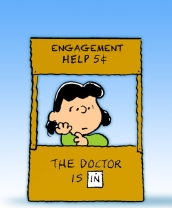 ENGAGEMENT
HELP 5¢
THE DOCTOR
IS IN